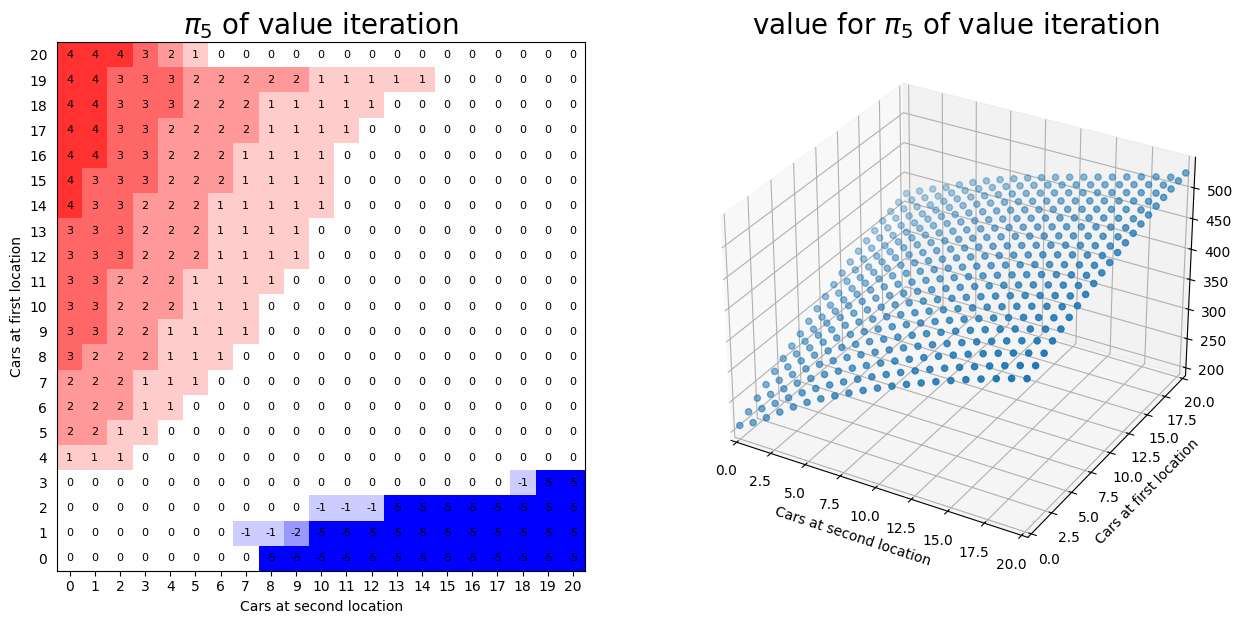 π5 of value iteration
20 4 4 4 3 2 1 0 0 0 0 0 0 0 0 0 0 0 0 0 0 0
19 4 4 3 3 3 2 2 2 2 2 1 1 1 1 1 0 0 0 0 0 0
18 4 4 3 3 3 2 2 2 1 1 1 1 1 0 0 0 0 0 0 0 0
17 4 4 3 3 2 2 2 2 1 1 1 1 0 0 0 0 0 0 0 0 0
16 4 4 3 3 2 2 2 1 1 1 1 0 0 0 0 0 0 0 0 0 0
15 4 3 3 3 2 2 2 1 1 1 1 0 0 0 0 0 0 0 0 0 0
14 4 3 3 2 2 2 1 1 1 1 1 0 0 0 0 0 0 0 0 0 0
13 3 3 3 2 2 2 1 1 1 1 0 0 0 0 0 0 0 0 0 0 0
12 3 3 3 2 2 2 1 1 1 1 0 0 0 0 0 0 0 0 0 0 0
11 3 3 2 2 2 1 1 1 1 0 0 0 0 0 0 0 0 0 0 0 0
10 3 3 2 2 2 1 1 1 0 0 0 0 0 0 0 0 0 0 0 0 0
9 3 3 2 2 1 1 1 1 0 0 0 0 0 0 0 0 0 0 0 0 0
8 3 2 2 2 1 1 1 0 0 0 0 0 0 0 0 0 0 0 0 0 0
7 2 2 2 1 1 1 0 0 0 0 0 0 0 0 0 0 0 0 0 0 0
6 2 2 2 1 1 0 0 0 0 0 0 0 0 0 0 0 0 0 0 0 0
5 2 2 1 1 0 0 0 0 0 0 0 0 0 0 0 0 0 0 0 0 0
4 1 1 1 0 0 0 0 0 0 0 0 0 0 0 0 0 0 0 0 0 0
3 0 0 0 0 0 0 0 0 0 0 0 0 0 0 0 0 0 0 -1 -5 -5
2 0 0 0 0 0 0 0 0 0 0 -1 -1 -1 -5 -5 -5 -5 -5 -5 -5 -5
1 0 0 0 0 0 0 0 -1 -1 -2 -5 -5 -5 -5 -5 -5 -5 -5 -5 -5 -5
0 0 0 0 0 0 0 0 0 -5 -5 -5 -5 -5 -5 -5 -5 -5 -5 -5 -5 -5
0 1 2 3 4 5 6 7 8 9 10 11 12 13 14 15 16 17 18 19 20
Cars at second location
Cars at first location
value for π5 of value iteration
500
450
400
350
300
250
200
0.0 2.5 5.0 7.5 10.0 12.5 15.0 17.5 20.0
Cars at second location
0.0 2.5 5.0 7.5 10.0 12.5 15.0 17.5 20.0
Cars at first location